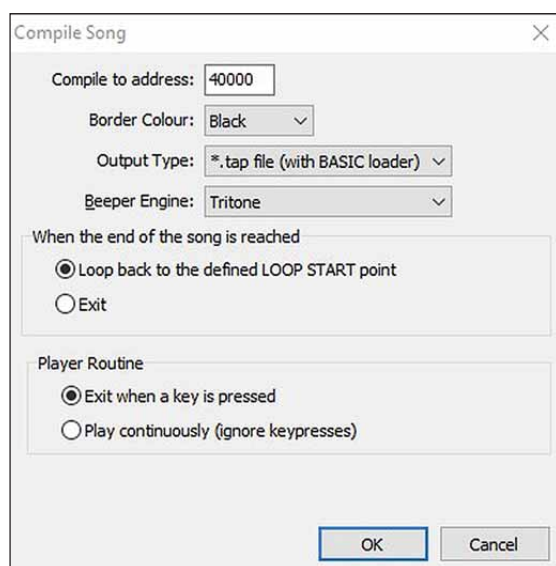 Compile Song
Compile to address: 40000
Border Colour: Black
Output Type: *.tap file (with BASIC loader)
Beeper Engine: Tritone
When the end of the song is reached
Loop back to the defined LOOP START point
Exit
Player Routine
Exit when a key is pressed
Play continuously (ignore keypresses)
OK Cancel